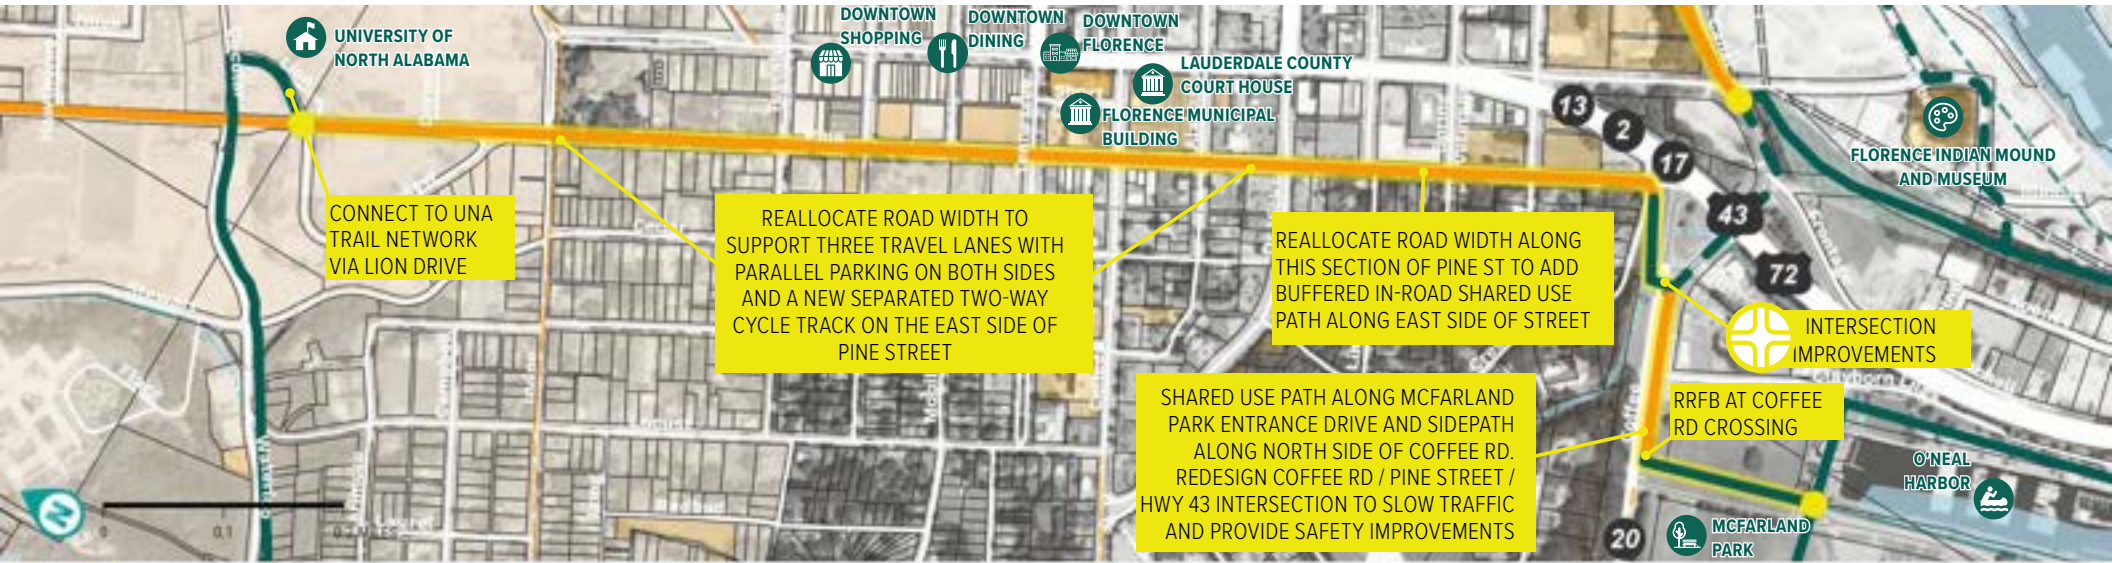 UNIVERSITY OF
NORTH ALABAMA
DOWNTOWN
SHOPPING
DOWNTOWN
DINING
DOWNTOWN
FLORENCE
LAUDERDALE COUNTY
COURT HOUSE
FLORENCE MUNICIPAL
BUILDING
13
2
17
43
72
FLORENCE INDIAN MOUND
AND MUSEUM
CONNECT TO UNA
TRAIL NETWORK
VIA LION DRIVE
REALLOCATE ROAD WIDTH TO
SUPPORT THREE TRAVEL LANES WITH
PARALLEL PARKING ON BOTH SIDES
AND A NEW SEPARATED TWO-WAY
CYCLE TRACK ON THE EAST SIDE OF
PINE STREET
REALLOCATE ROAD WIDTH ALONG
THIS SECTION OF PINE ST TO ADD
BUFFERED IN-ROAD SHARED USE
PATH ALONG EAST SIDE OF STREET
INTERSECTION
IMPROVEMENTS
SHARED USE PATH ALONG MCFARLAND
PARK ENTRANCE DRIVE AND SIDEPATH
ALONG NORTH SIDE OF COFFEE RD.
REDESIGN COFFEE RD / PINE STREET /
HWY 43 INTERSECTION TO SLOW TRAFFIC
AND PROVIDE SAFETY IMPROVEMENTS
RRFB AT COFFEE
RD CROSSING
O'NEAL
HARBOR
MCFARLAND
PARK
20
N
0
0.1